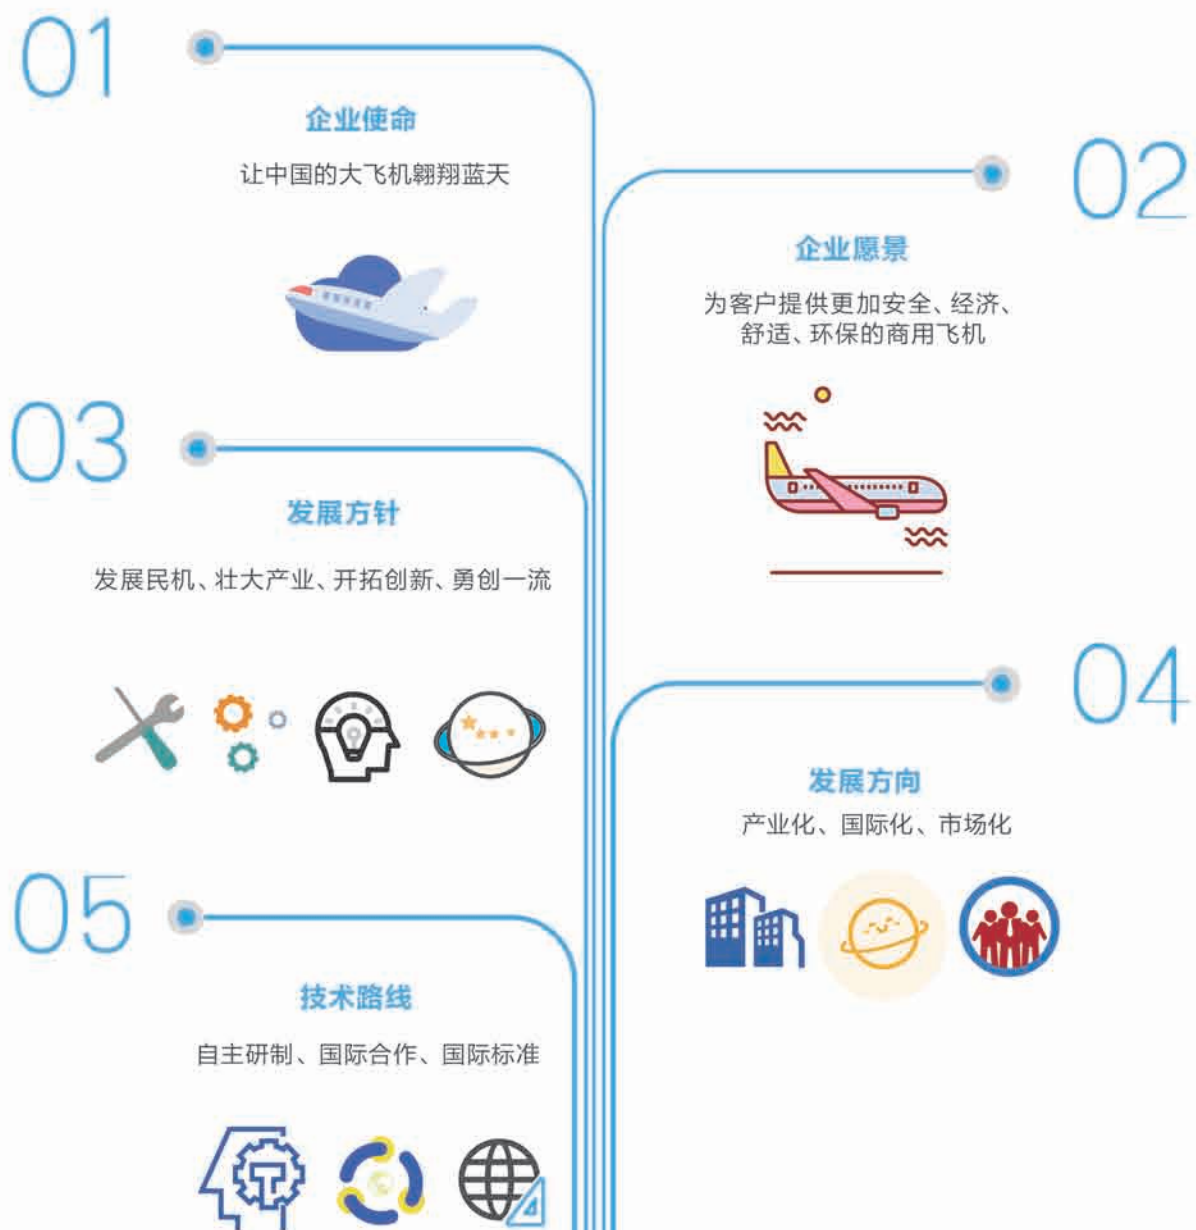 01
企业使命
让中国的大飞机翱翔蓝天
02
企业愿景
为客户提供更加安全、经济、
舒适、环保的商用飞机
03
发展方针
发展民机、壮大产业、开拓创新、勇创一流
04
发展方向
产业化、国际化、市场化
05
技术路线
自主研制、国际合作、国际标准